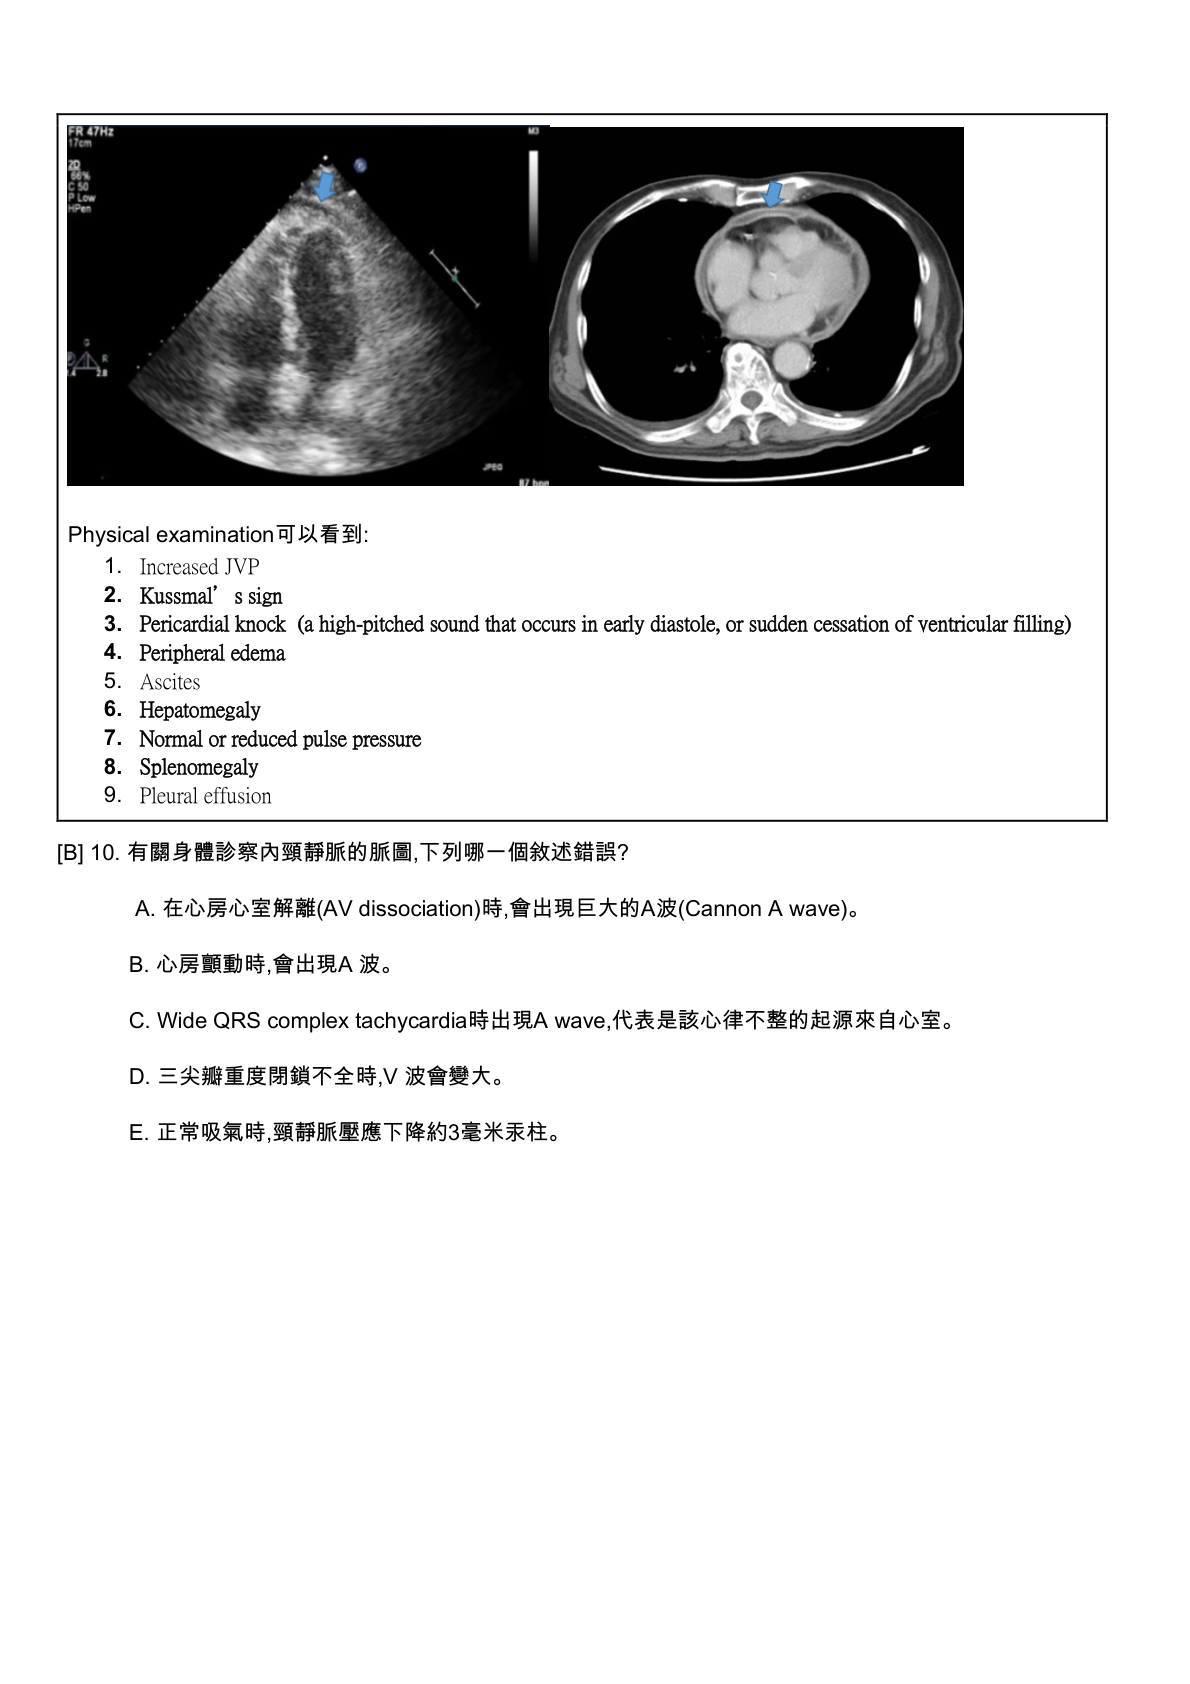 FR 47Hz
17cm
2D
66%
C 50
P Low
HPen
M3
G
R
2.8
JPEG
87 bpm
Physical examination可以看到:
1. Increased JVP
2. Kussmal’s sign
3. Pericardial knock (a high-pitched sound that occurs in early diastole, or sudden cessation of ventricular filling)
4. Peripheral edema
5. Ascites
6. Hepatomegaly
7. Normal or reduced pulse pressure
8. Splenomegaly
9. Pleural effusion
[B] 10. 有關身體診察內頸靜脈的脈圖,下列哪一個敘述錯誤?
A. 在心房心室解離(AV dissociation)時,會出現巨大的A波(Cannon A wave)。
B. 心房顫動時,會出現A 波。
C. Wide QRS complex tachycardia時出現A wave,代表是該心律不整的起源來自心室。
D. 三尖瓣重度閉鎖不全時,V 波會變大。
E. 正常吸氣時,頸靜脈壓應下降約3毫米汞柱。